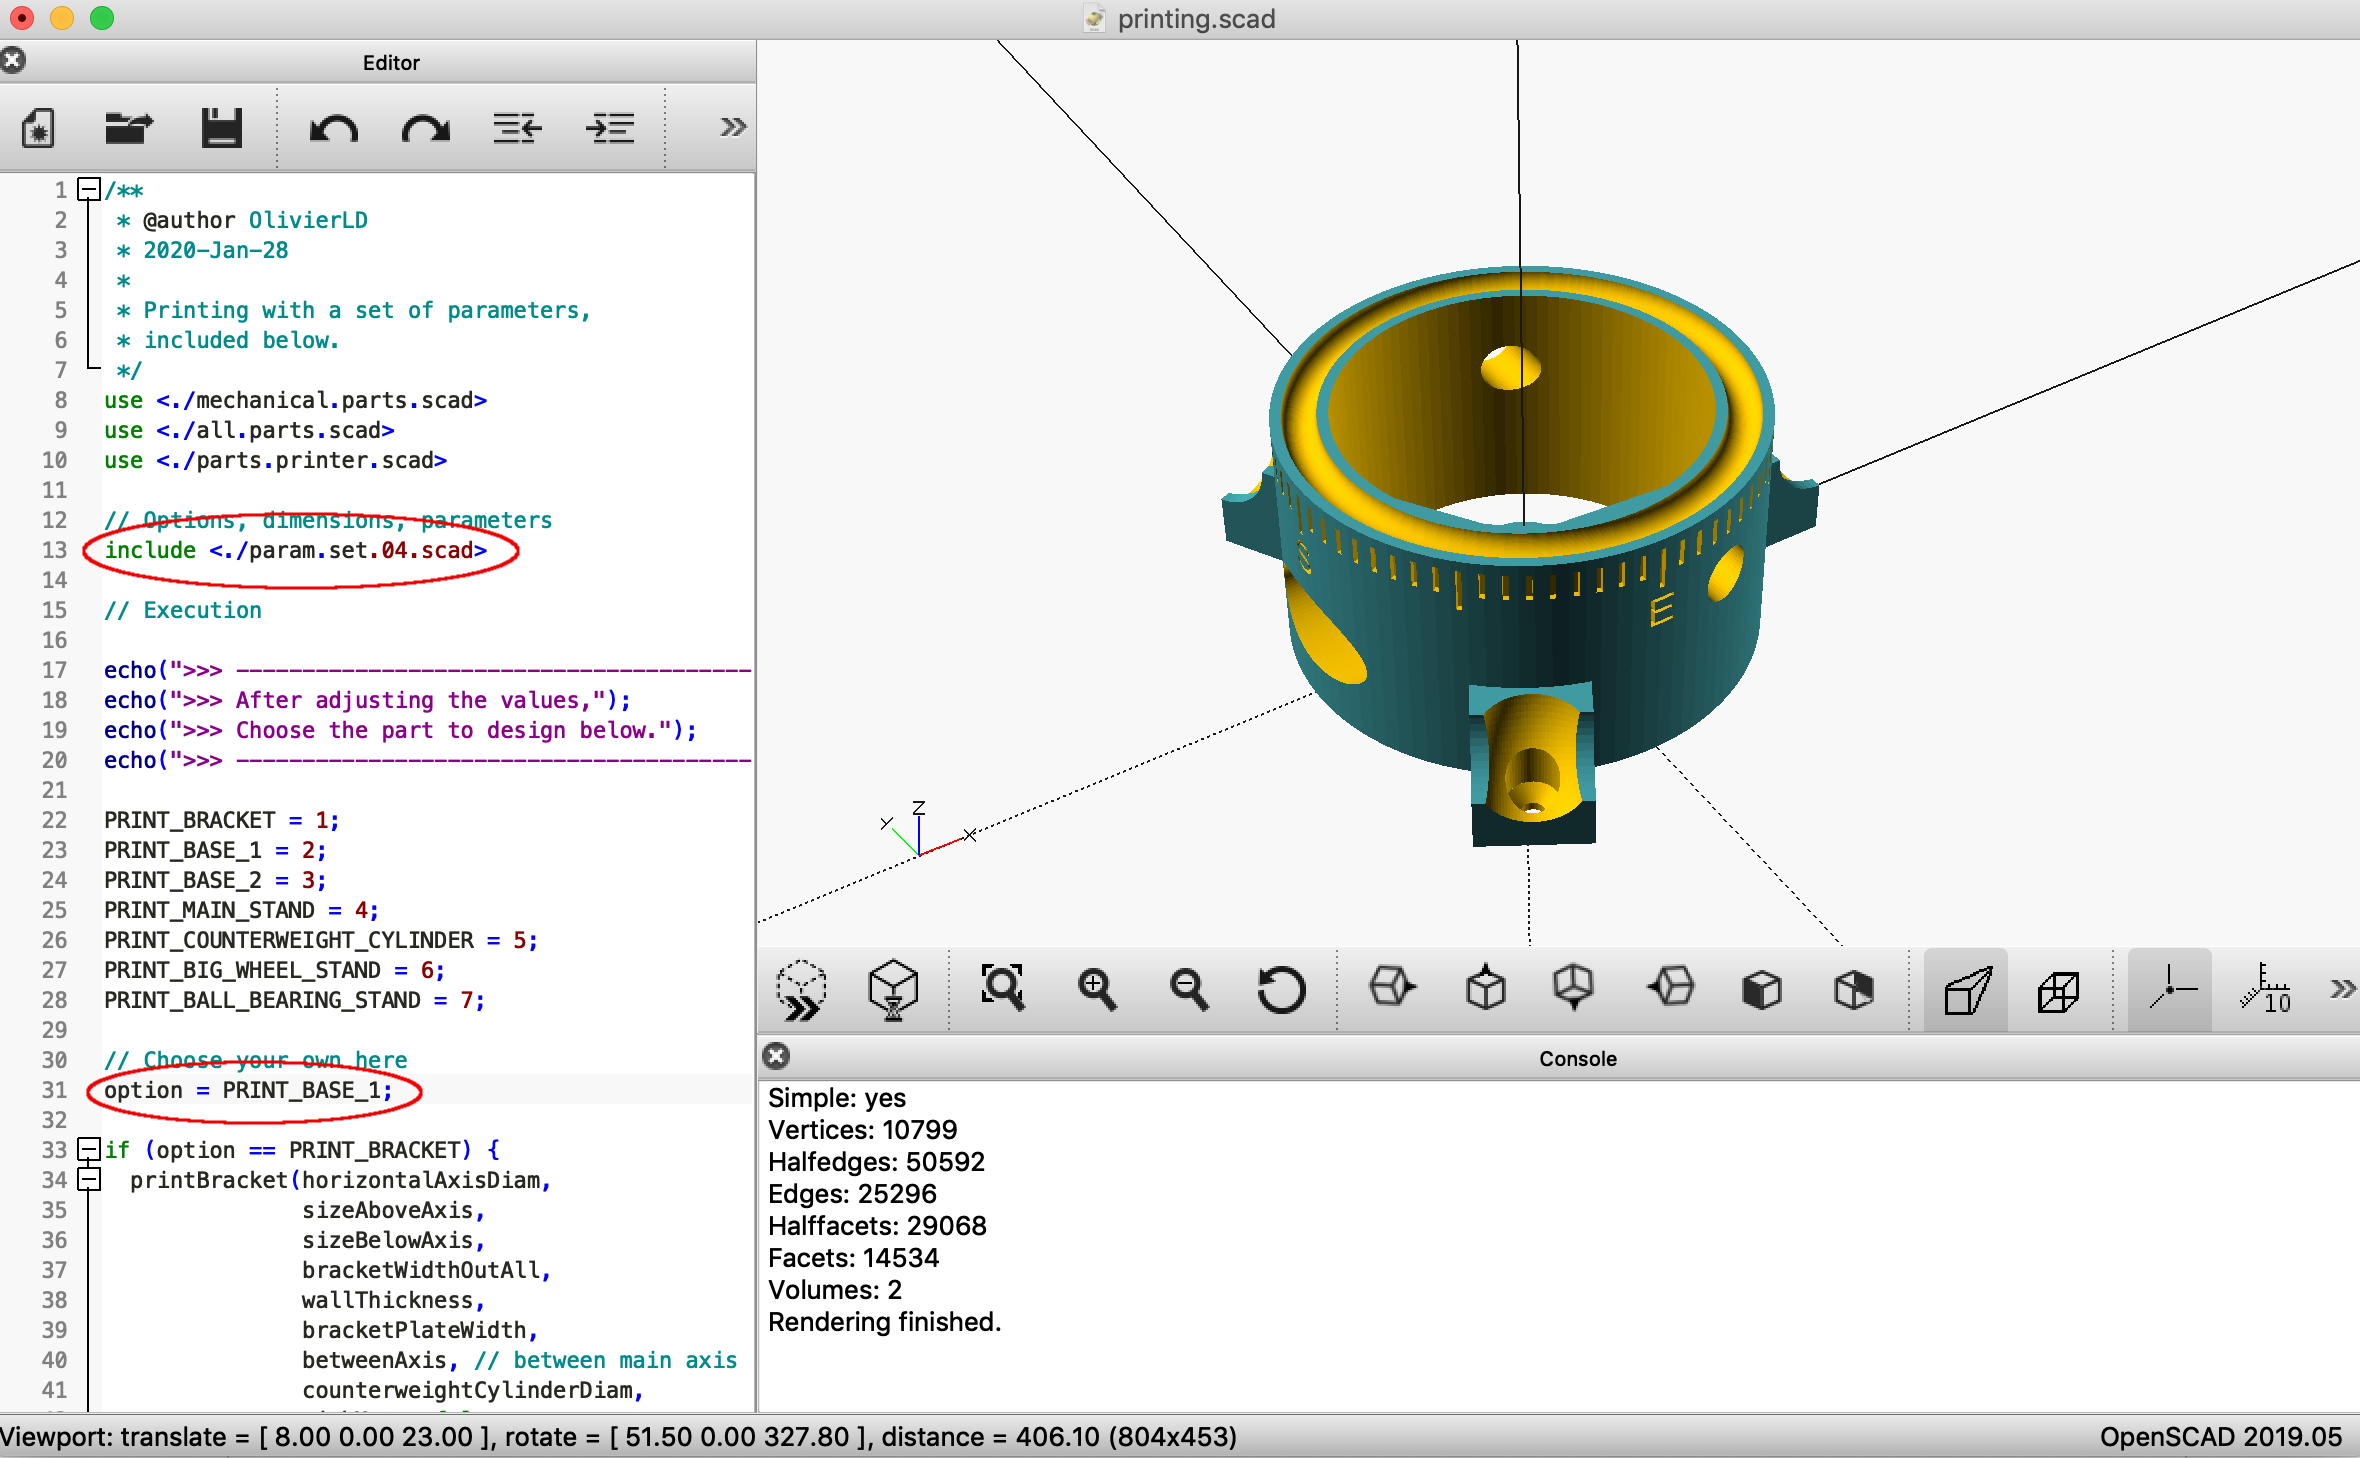 printing.scad
Editor
1 /**
2 * @author OlivierLD
3 * 2020-Jan-28
4 *
5 * Printing with a set of parameters,
6 * included below.
7 */
8 use <./mechanical.parts.scad>
9 use <./all.parts.scad>
10 use <./parts.printer.scad>
11
12 // Options, dimensions, parameters
13 include <./param.set.04.scad>
14
15 // Execution
16
17 echo(">>> ---------------------------------------
18 echo(">>> After adjusting the values,");
19 echo(">>> Choose the part to design below.");
20 echo(">>> ---------------------------------------
21
22 PRINT_BRACKET = 1;
23 PRINT_BASE_1 = 2;
24 PRINT_BASE_2 = 3;
25 PRINT_MAIN_STAND = 4;
26 PRINT_COUNTERWEIGHT_CYLINDER = 5;
27 PRINT_BIG_WHEEL_STAND = 6;
28 PRINT_BALL_BEARING_STAND = 7;
29
30 // Choose your own here
31 option = PRINT_BASE_1;
32
33 if (option == PRINT_BRACKET) {
34 printBracket(horizontalAxisDiam,
35 sizeAboveAxis,
36 sizeBelowAxis,
37 bracketWidthOutAll,
38 wallThickness,
39 bracketPlateWidth,
40 betweenAxis, // between main axis
41 counterweightCylinderDiam,
S
E
Z
Y
X
10
Console
Simple: yes
Vertices: 10799
Halfedges: 50592
Edges: 25296
Halffacets: 29068
Facets: 14534
Volumes: 2
Rendering finished.
Viewport: translate = [ 8.00 0.00 23.00 ], rotate = [ 51.50 0.00 327.80 ], distance = 406.10 (804x453)
OpenSCAD 2019.05